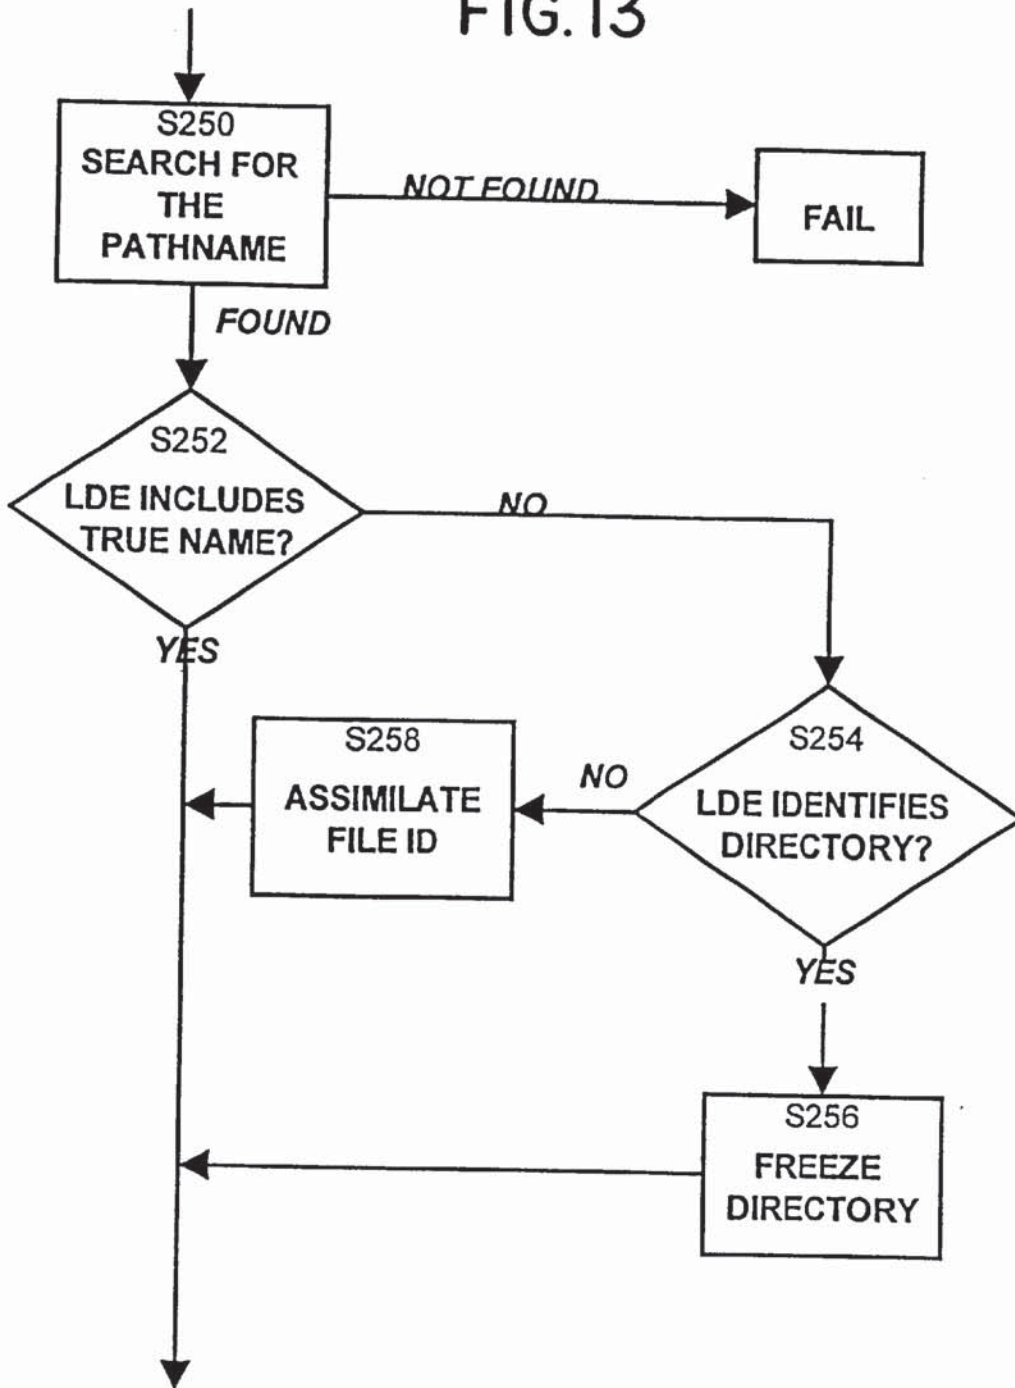 FIG. 13
S250
SEARCH FOR
THE
PATHNAME
NOT FOUND
FAIL
FOUND
S252
LDE INCLUDES
TRUE NAME?
NO
YES
S254
LDE IDENTIFIES
DIRECTORY?
NO
S258
ASSIMILATE
FILE ID
YES
S256
FREEZE
DIRECTORY